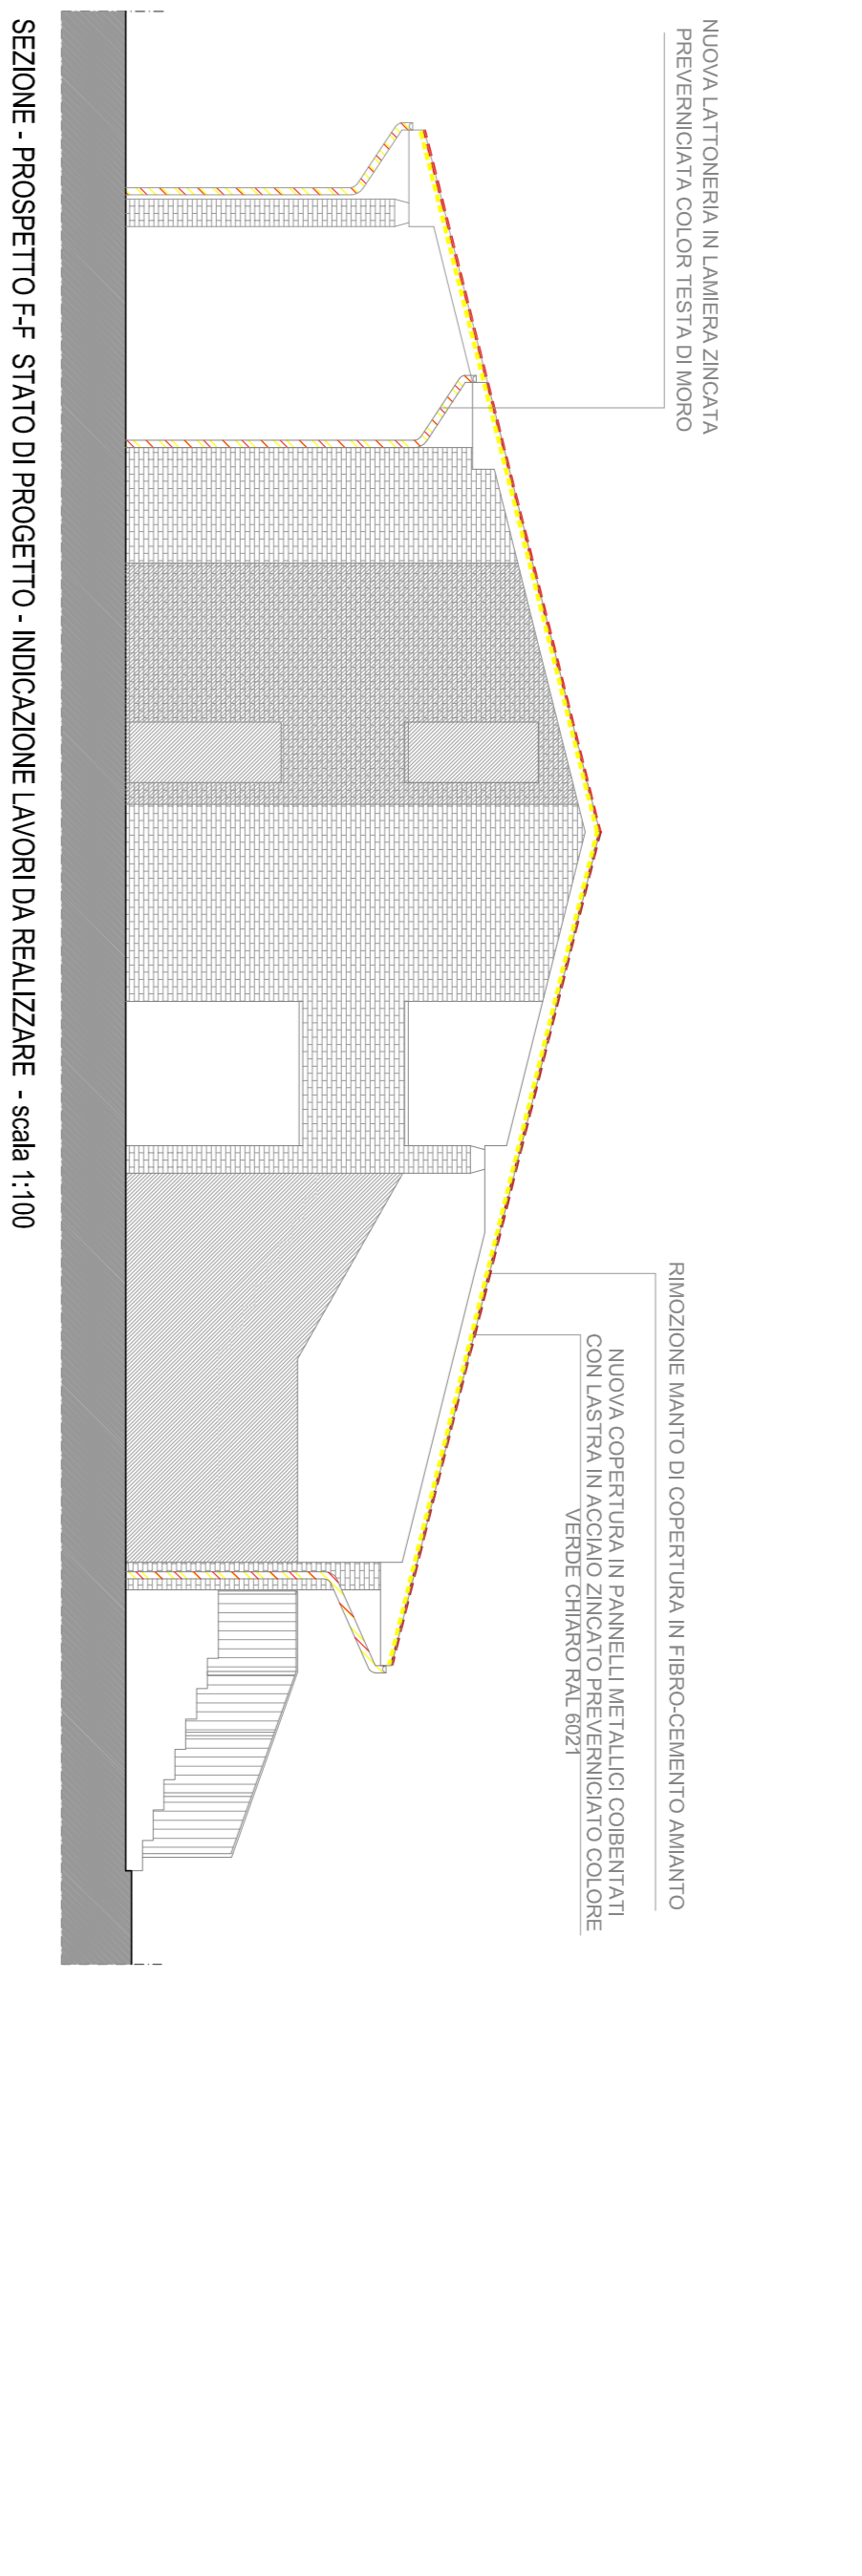 NUOVA LATTONERIA IN LAMIERA ZINCATA
PREVERNICIATA COLOR TESTA DI MORO
RIMOZIONE MANTO DI COPERTURA IN FIBRO-CEMENTO AMIANTO
NUOVA COPERTURA IN PANNELLI METALLICI COIBENTATI
CON LASTRA IN ACCIAIO ZINCATO PREVERNICIATO COLORE
VERDE CHIARO RAL 6021
SEZIONE - PROSPETTO F-F STATO DI PROGETTO - INDICAZIONE LAVORI DA REALIZZARE - scala 1:100